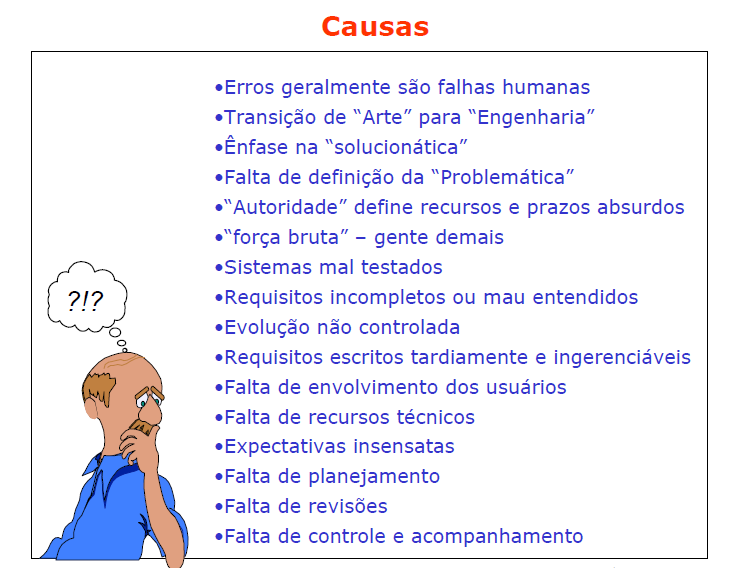 Causas
•Erros geralmente são falhas humanas
•Transição de “Arte” para “Engenharia”
•Ênfase na “solucionática”
•Falta de definição da “Problemática”
•“Autoridade” define recursos e prazos absurdos
•“força bruta” – gente demais
•Sistemas mal testados
•Requisitos incompletos ou mau entendidos
•Evolução não controlada
•Requisitos escritos tardiamente e ingerenciáveis
•Falta de envolvimento dos usuários
•Falta de recursos técnicos
•Expectativas insensatas
•Falta de planejamento
•Falta de revisões
•Falta de controle e acompanhamento
?!?